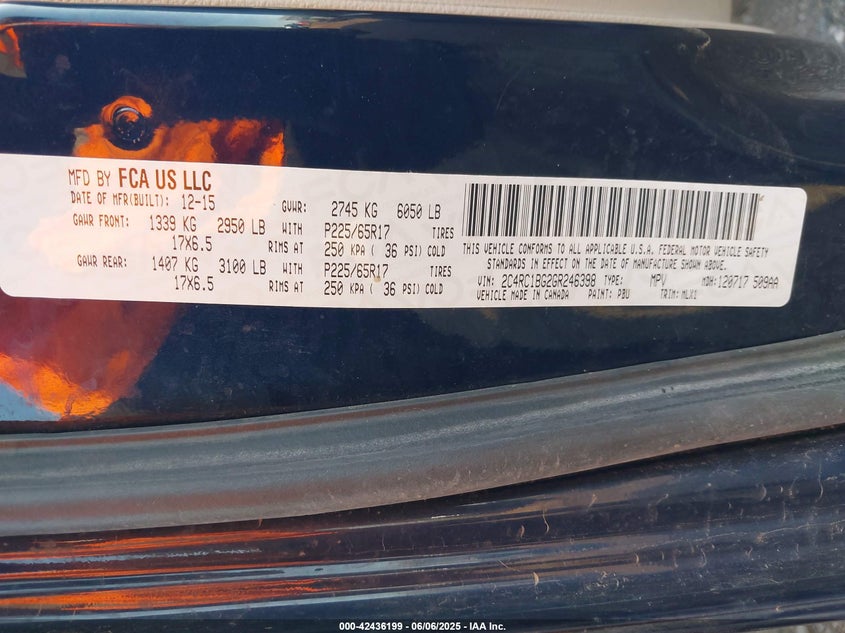 MFD BY FCA US LLC
DATE OF MFR(BUILT): 12-15 GVWR: 2745 KG 6050 LB
GAWR FRONT: 1339 KG 2950 LB WITH P225/65R17 TIRES
17X6.5 RIMS AT 250 KPA ( 36 PSI) COLD
GAWR REAR: 1407 KG 3100 LB WITH P225/65R17 TIRES
17X6.5 RIMS AT 250 KPA ( 36 PSI) COLD
THIS VEHICLE CONFORMS TO ALL APPLICABLE U.S.A. FEDERAL MOTOR VEHICLE SAFETY
STANDARDS IN EFFECT ON THE DATE OF MANUFACTURE SHOWN ABOVE.
VIN: 2C4RC1BG2GR246398 TYPE: MPV MDH: 120717 509AA
VEHICLE MADE IN CANADA PAINT: PBU TRIM: MLX1
000-42436199 - 06/06/2025 - IAA Inc.